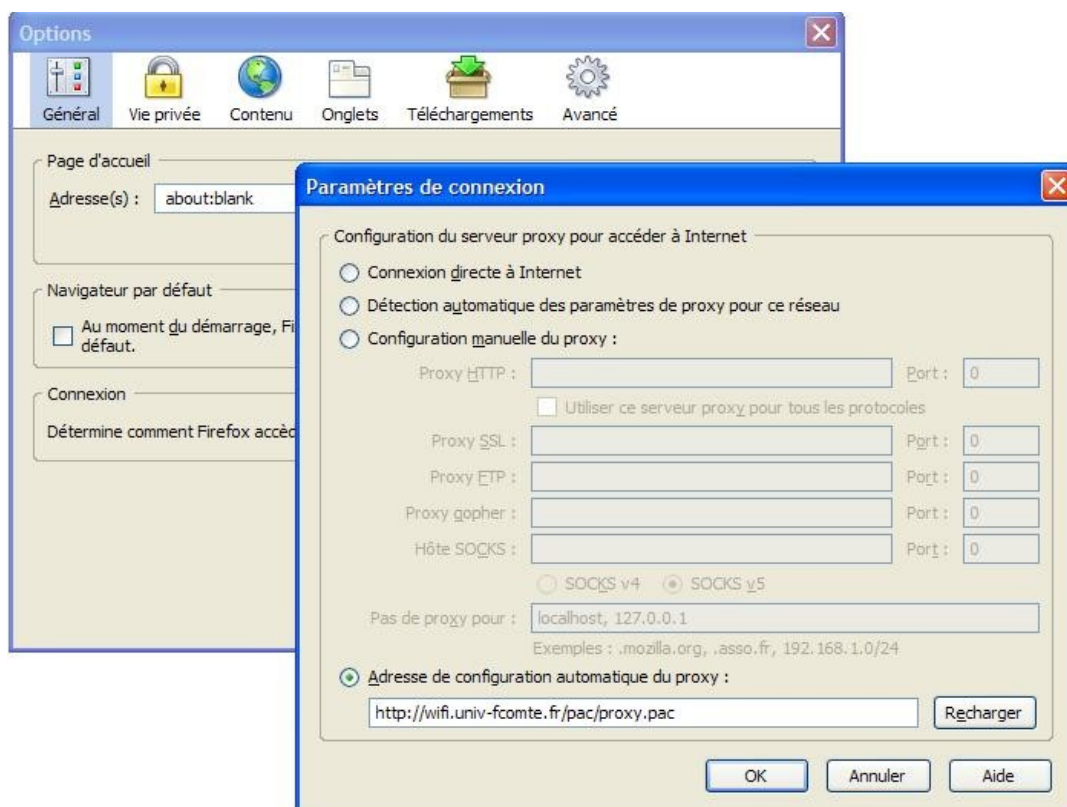 Options
Général Vie privée Contenu Onglets Téléchargements Avancé
Page d'accueil
Adresse(s) : about:blank
Navigateur par défaut
Au moment du démarrage, Fi
défaut.
Connexion
Détermine comment Firefox accèd
Paramètres de connexion
Configuration du serveur proxy pour accéder à Internet
Connexion directe à Internet
Détection automatique des paramètres de proxy pour ce réseau
Configuration manuelle du proxy :
Proxy HTTP : Port : 0
Utiliser ce serveur proxy pour tous les protocoles
Proxy SSL : Port : 0
Proxy FTP : Port : 0
Proxy gopher : Port : 0
Hôte SOCKS : Port : 0
SOCKS v4 SOCKS v5
Pas de proxy pour : localhost, 127.0.0.1
Exemples : .mozilla.org, .asso.fr, 192.168.1.0/24
Adresse de configuration automatique du proxy :
http://wifi.univ-fcomte.fr/pac/proxy.pac Recharger
OK Annuler Aide